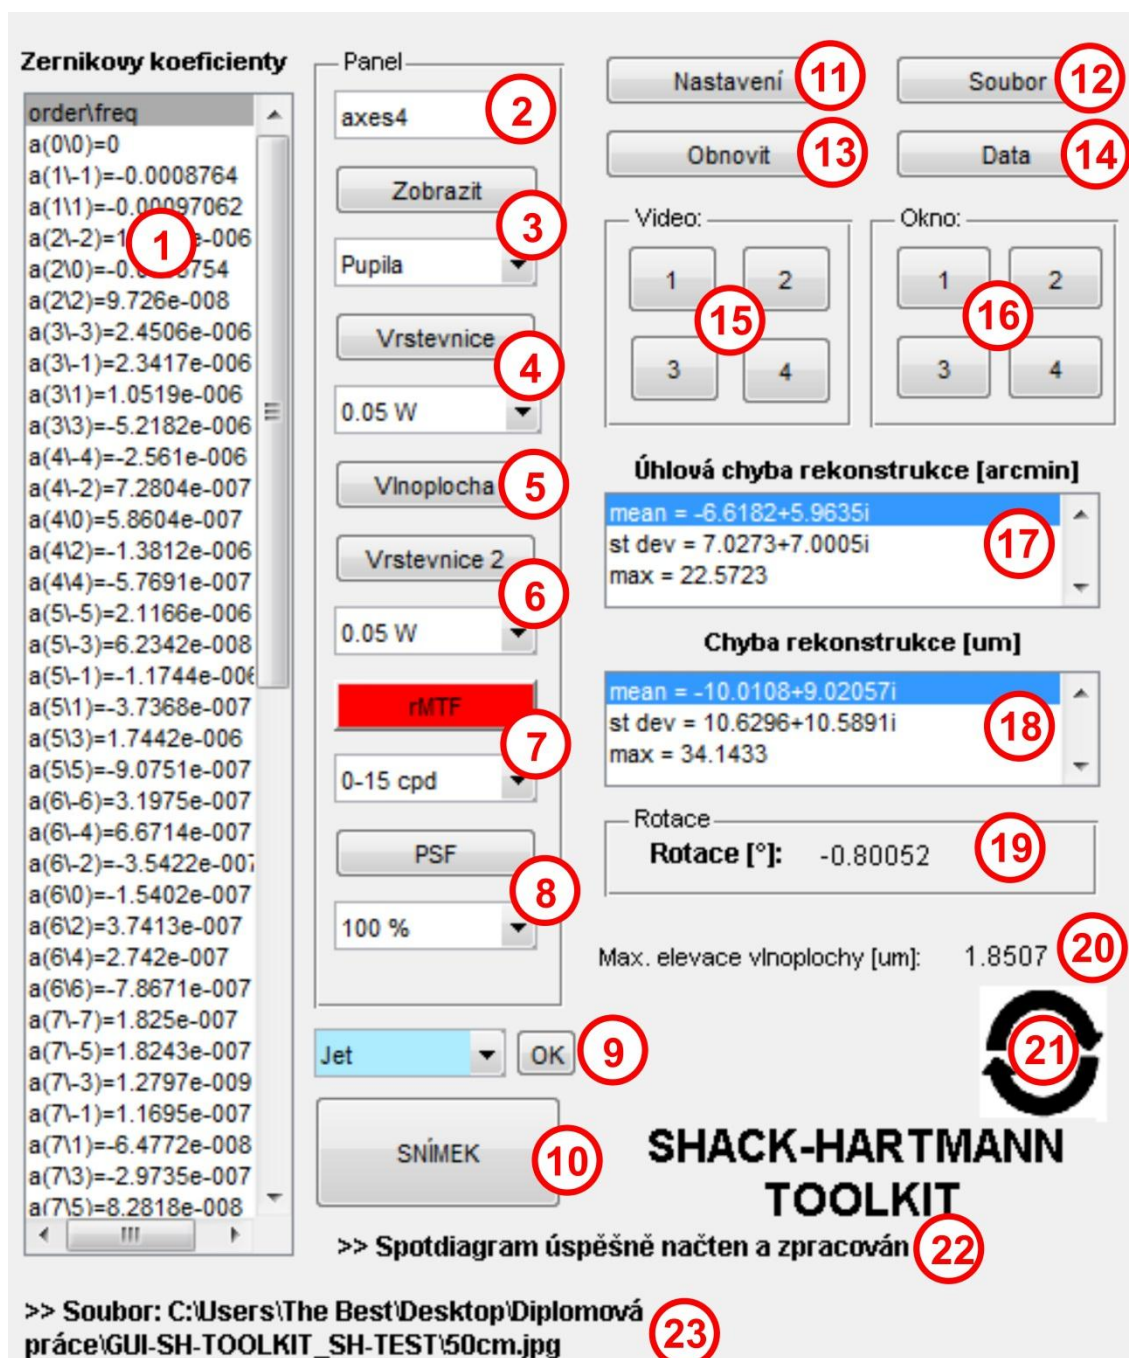 Zernikovy koeficienty
order\freq
a(0\0)=0
a(1\-1)=-0.0008764
a(1\1)=-0.00097062
a(2\-2)=1 e-006
a(2\0)=-0. 754
a(2\2)=9.726e-008
a(3\-3)=2.4506e-006
a(3\-1)=2.3417e-006
a(3\1)=1.0519e-006
a(3\3)=-5.2182e-006
a(4\-4)=-2.561e-006
a(4\-2)=7.2804e-007
a(4\0)=5.8604e-007
a(4\2)=-1.3812e-006
a(4\4)=-5.7691e-007
a(5\-5)=2.1166e-006
a(5\-3)=6.2342e-008
a(5\-1)=-1.1744e-006
a(5\1)=-3.7368e-007
a(5\3)=1.7442e-006
a(5\5)=-9.0751e-007
a(6\-6)=3.1975e-007
a(6\-4)=6.6714e-007
a(6\-2)=-3.5422e-007
a(6\0)=-1.5402e-007
a(6\2)=3.7413e-007
a(6\4)=2.742e-007
a(6\6)=-7.8671e-007
a(7\-7)=1.825e-007
a(7\-5)=1.8243e-007
a(7\-3)=1.2797e-009
a(7\-1)=1.1695e-007
a(7\1)=-6.4772e-008
a(7\3)=-2.9735e-007
a(7\5)=8.2818e-008
1
Panel
axes4
2
Zobrazit
3
Pupila
Vrstevnice
4
0.05 W
Vlnoplocha
5
Vrstevnice 2
6
0.05 W
rMTF
7
0-15 cpd
PSF
8
100 %
Jet
OK
9
SNÍMEK
10
Nastavení
11
Soubor
12
Obnovit
13
Data
14
Video:
1
2
3
4
15
Okno:
1
2
3
4
16
Úhlová chyba rekonstrukce [arcmin]
mean = -6.6182+5.9635i
st dev = 7.0273+7.0005i
max = 22.5723
17
Chyba rekonstrukce [um]
mean = -10.0108+9.02057i
st dev = 10.6296+10.5891i
max = 34.1433
18
Rotace
Rotace [°]: -0.80052
19
Max. elevace vlnoplochy [um]: 1.8507
20
21
SHACK-HARTMANN
TOOLKIT
>> Spotdiagram úspěšně načten a zpracován
22
>> Soubor: C:\Users\The Best\Desktop\Diplomová
práce\GUI-SH-TOOLKIT_SH-TEST\50cm.jpg
23